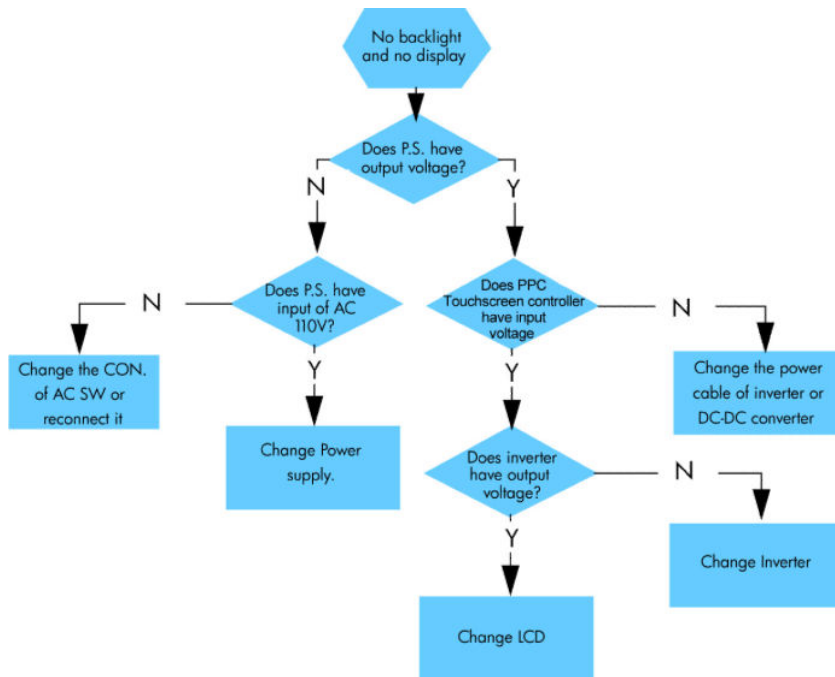 No backlight
and no display
Does P.S. have
output voltage?
N
Y
Does P.S. have
input of AC
110V?
Does PPC
Touchscreen controller
have input
voltage
N
N
Change the CON.
of AC SW or
reconnect it
Y
Y
Change the power
cable of inverter or
DC-DC converter
Change Power
supply.
Does inverter
have output
voltage?
N
Y
Change Inverter
Change LCD